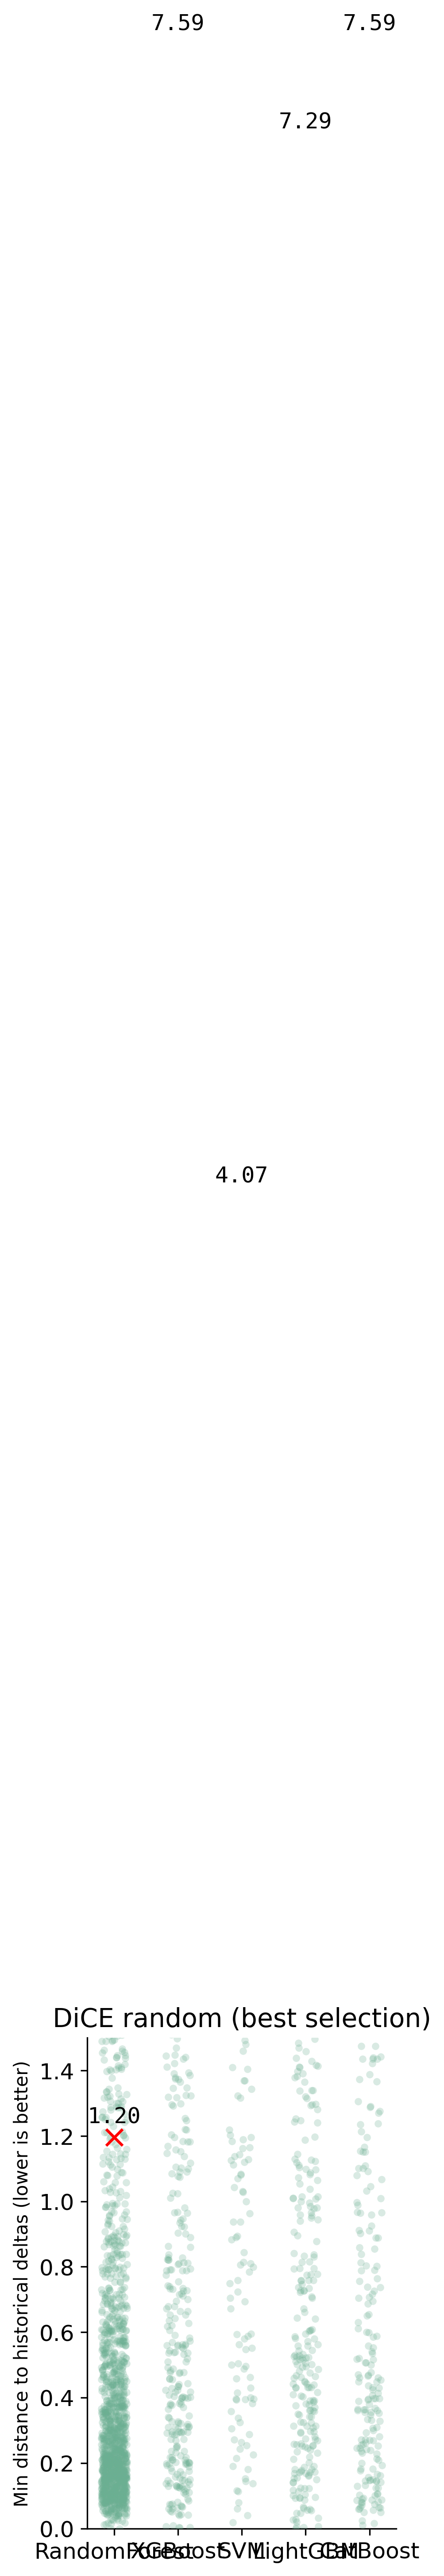 7.59
7.59
7.29
4.07
DiCE random (best selection)
Min distance to historical deltas (lower is better)
1.4
1.20
1.2
1.0
0.8
0.6
0.4
0.2
0.0
RandomForest
XGBoost
SVM
LightGBM
CatBoost